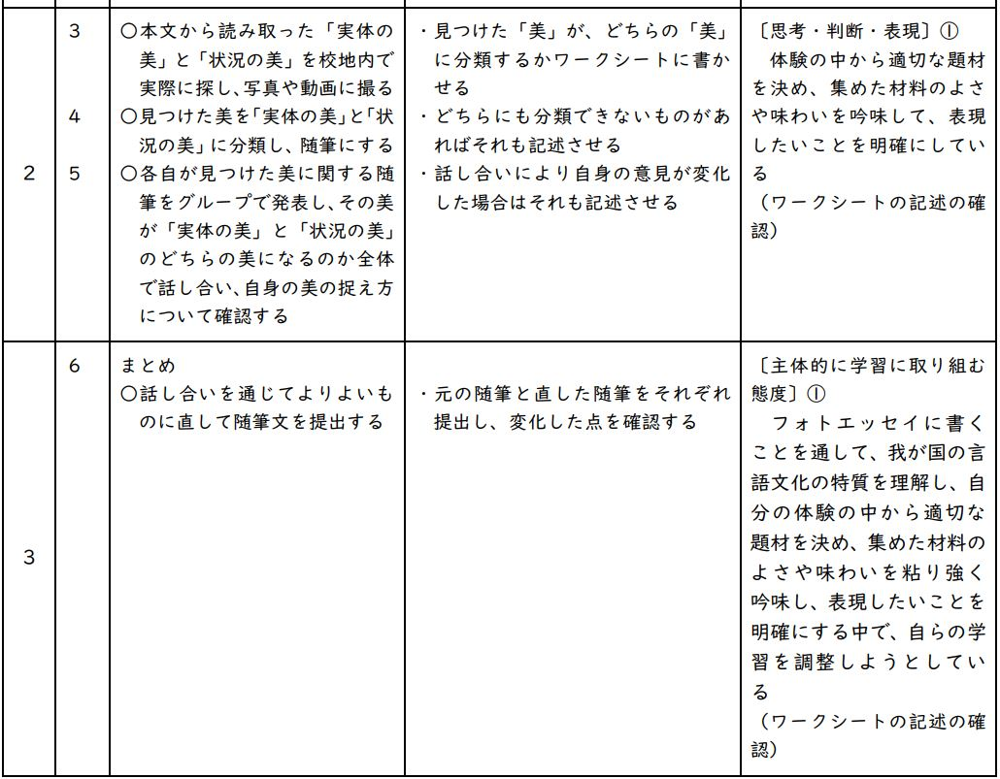 2
3
〇本文から読み取った「実体の
美」と「状況の美」を校地内で
実際に探し、写真や動画に撮る
4
〇見つけた美を「実体の美」と「状
況の美」に分類し、随筆にする
5
〇各自が見つけた美に関する随
筆をグループで発表し、その美
が「実体の美」と「状況の美」
のどちらの美になるのか全体
で話し合い、自身の美の捉え方
について確認する
・見つけた「美」が、どちらの「美」
に分類するかワークシートに書か
せる
・どちらにも分類できないものがあ
ればそれも記述させる
・話し合いにより自身の意見が変化
した場合はそれも記述させる
〔思考・判断・表現〕①
体験の中から適切な題材
を決め、集めた材料のよさ
や味わいを吟味して、表現
したいことを明確にしてい
る
（ワークシートの記述の確
認）
3
6
まとめ
〇話し合いを通じてよりよいも
のに直して随筆文を提出する
・元の随筆と直した随筆をそれぞれ
提出し、変化した点を確認する
〔主体的に学習に取り組む
態度〕①
フォトエッセイに書く
ことを通して、我が国の言
語文化の特質を理解し、自
分の体験の中から適切な
題材を決め、集めた材料の
よさや味わいを粘り強く
吟味し、表現したいことを
明確にする中で、自らの学
習を調整しようとしてい
る
（ワークシートの記述の確
認）